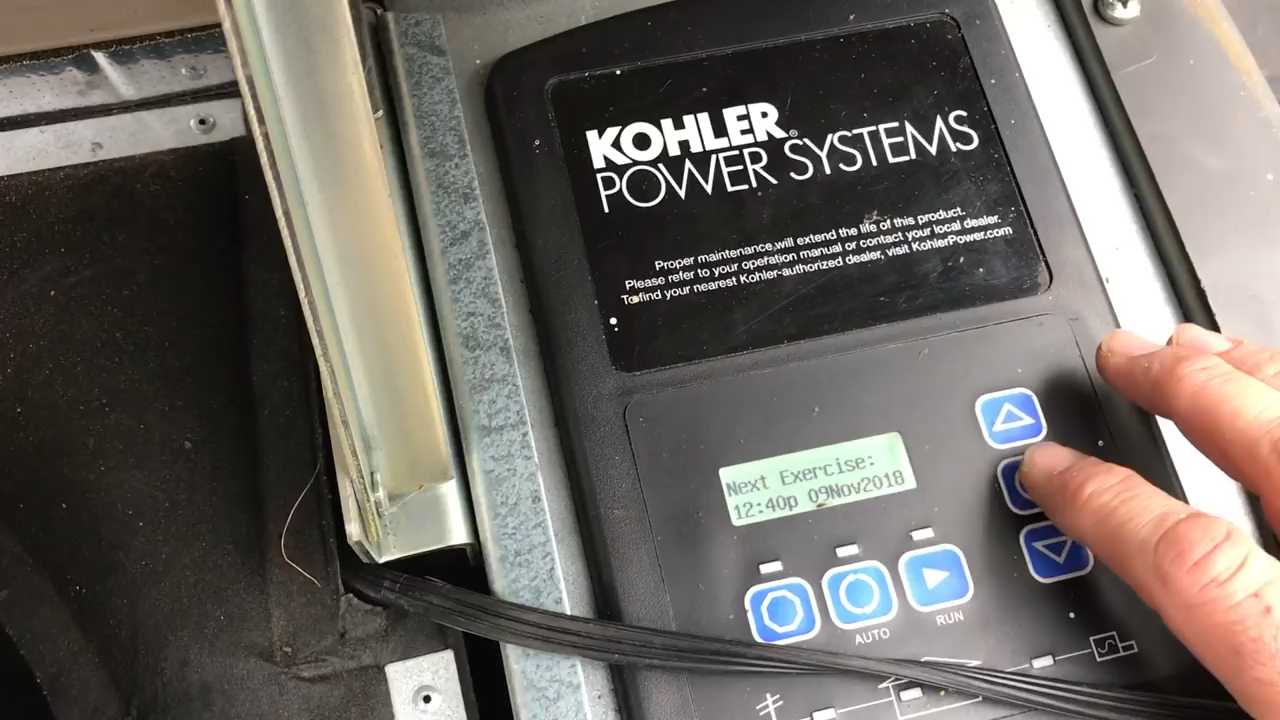 KOHLER®
POWER SYSTEMS
Proper maintenance will extend the life of this product.
Please refer to your operation manual or contact your local dealer.
To find your nearest Kohler-authorized dealer, visit KohlerPower.com
Next Exercise:
12:40p 09Nov2018
AUTO
RUN